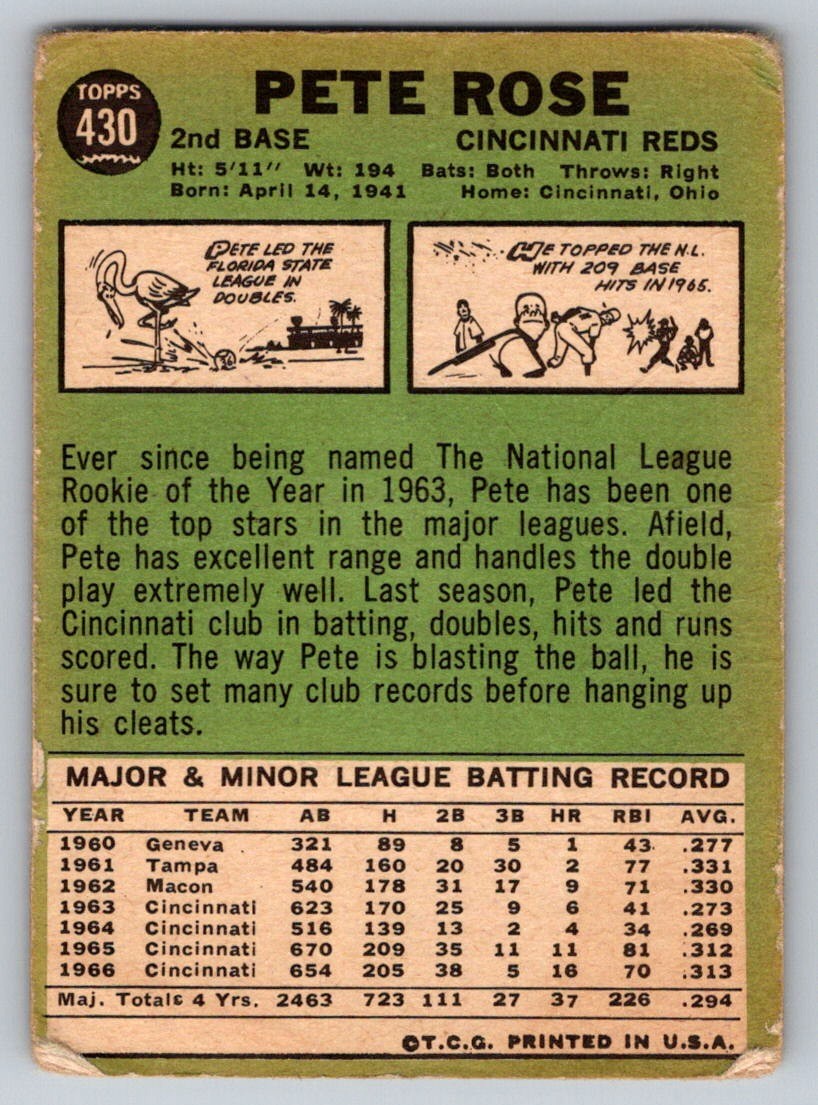 PETE ROSE
TOPPS
430
2nd BASE CINCINNATI REDS
Ht: 5'11" Wt: 194 Bats: Both Throws: Right
Born: April 14, 1941 Home: Cincinnati, Ohio
PETE LED THE
FLORIDA STATE
LEAGUE IN
DOUBLES.
HE TOPPED THE N.L.
WITH 209 BASE
HITS IN 1965.
Ever since being named The National League
Rookie of the Year in 1963, Pete has been one
of the top stars in the major leagues. Afield,
Pete has excellent range and handles the double
play extremely well. Last season, Pete led the
Cincinnati club in batting, doubles, hits and runs
scored. The way Pete is blasting the ball, he is
sure to set many club records before hanging up
his cleats.
MAJOR & MINOR LEAGUE BATTING RECORD
YEAR TEAM AB H 2B 3B HR RBI AVG.
1960 Geneva 321 89 8 5 1 43 .277
1961 Tampa 484 160 20 30 2 77 .331
1962 Macon 540 178 31 17 9 71 .330
1963 Cincinnati 623 170 25 9 6 41 .273
1964 Cincinnati 516 139 13 2 4 34 .269
1965 Cincinnati 670 209 35 11 11 81 .312
1966 Cincinnati 654 205 38 5 16 70 .313
Maj. Totals 4 Yrs. 2463 723 111 27 37 226 .294
©T.C.G. PRINTED IN U.S.A.